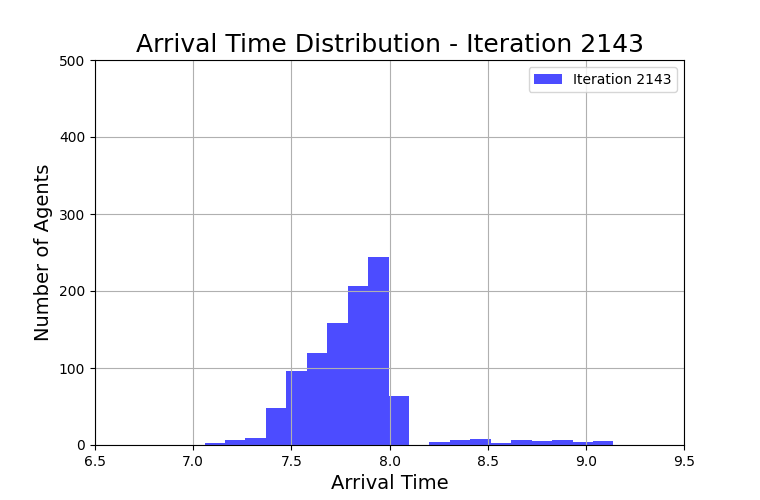 Arrival Time Distribution - Iteration 2143
Iteration 2143
500
400
300
200
100
0
Number of Agents
6.5 7.0 7.5 8.0 8.5 9.0 9.5
Arrival Time